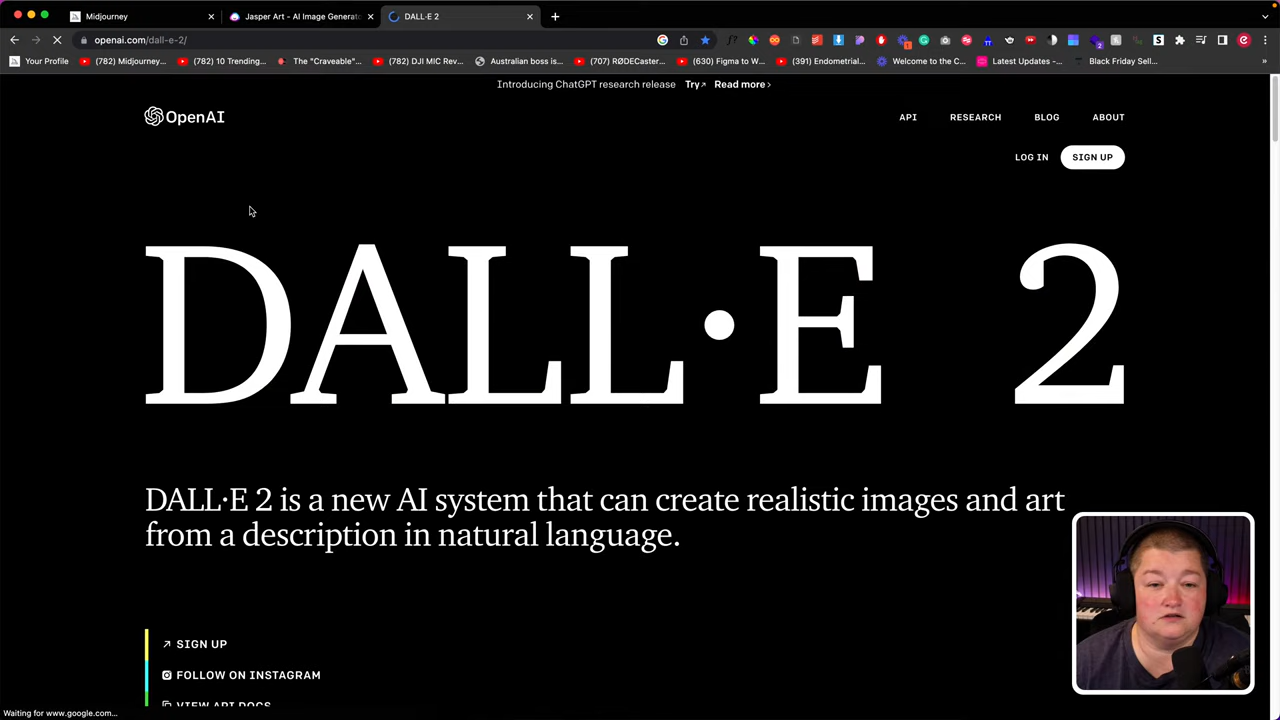 Midjourney
Jasper Art - AI Image Generato
DALL·E 2
openai.com/dall-e-2/
Your Profile
(782) Midjourney...
(782) 10 Trending...
The "Craveable"...
(782) DJI MIC Rev...
Australian boss is...
(707) RØDECaster...
(630) Figma to W...
(391) Endometrial...
Welcome to the C...
Latest Updates -...
Black Friday Sell...
Introducing ChatGPT research release Try↗ Read more >
OpenAI
API RESEARCH BLOG ABOUT
LOG IN SIGN UP
DALL·E 2
DALL·E 2 is a new AI system that can create realistic images and art
from a description in natural language.
↗ SIGN UP
FOLLOW ON INSTAGRAM
VIEW API DOCS
Waiting for www.google.com...